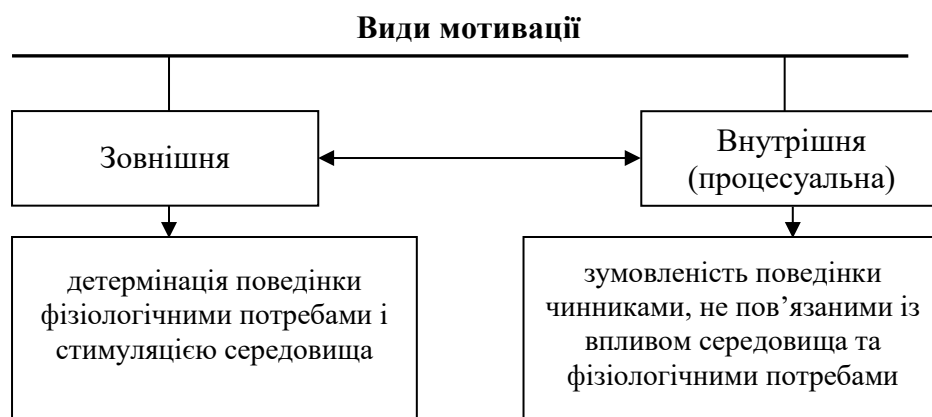 Види мотивації
Зовнішня
Внутрішня
(процесуальна)
детермінація поведінки
фізіологічними потребами і
стимуляцією середовища
зумовленість поведінки
чинниками, не пов’язаними із
впливом середовища та
фізіологічними потребами